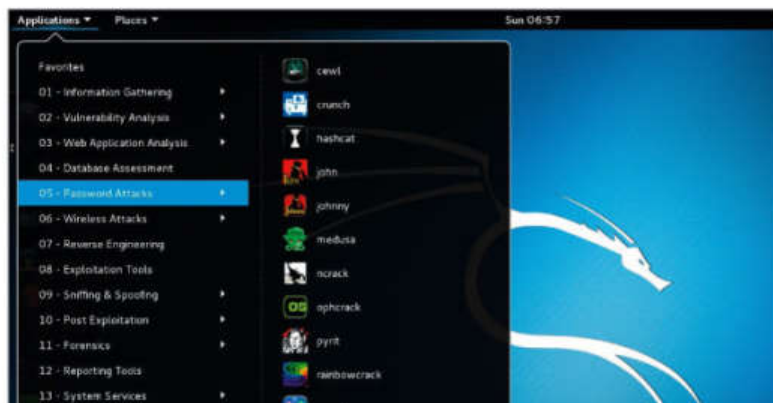 Applications ▾ Places ▾ Sun 06:57
Favorites
01 - Information Gathering
02 - Vulnerability Analysis
03 - Web Application Analysis
04 - Database Assessment
05 - Password Attacks
06 - Wireless Attacks
07 - Reverse Engineering
08 - Exploitation Tools
09 - Sniffing & Spoofing
10 - Post Exploitation
11 - Forensics
12 - Reporting Tools
13 - System Services
cewl
crunch
hashcat
john
johnny
medusa
ncrack
ophcrack
pyrit
rainbowcrack